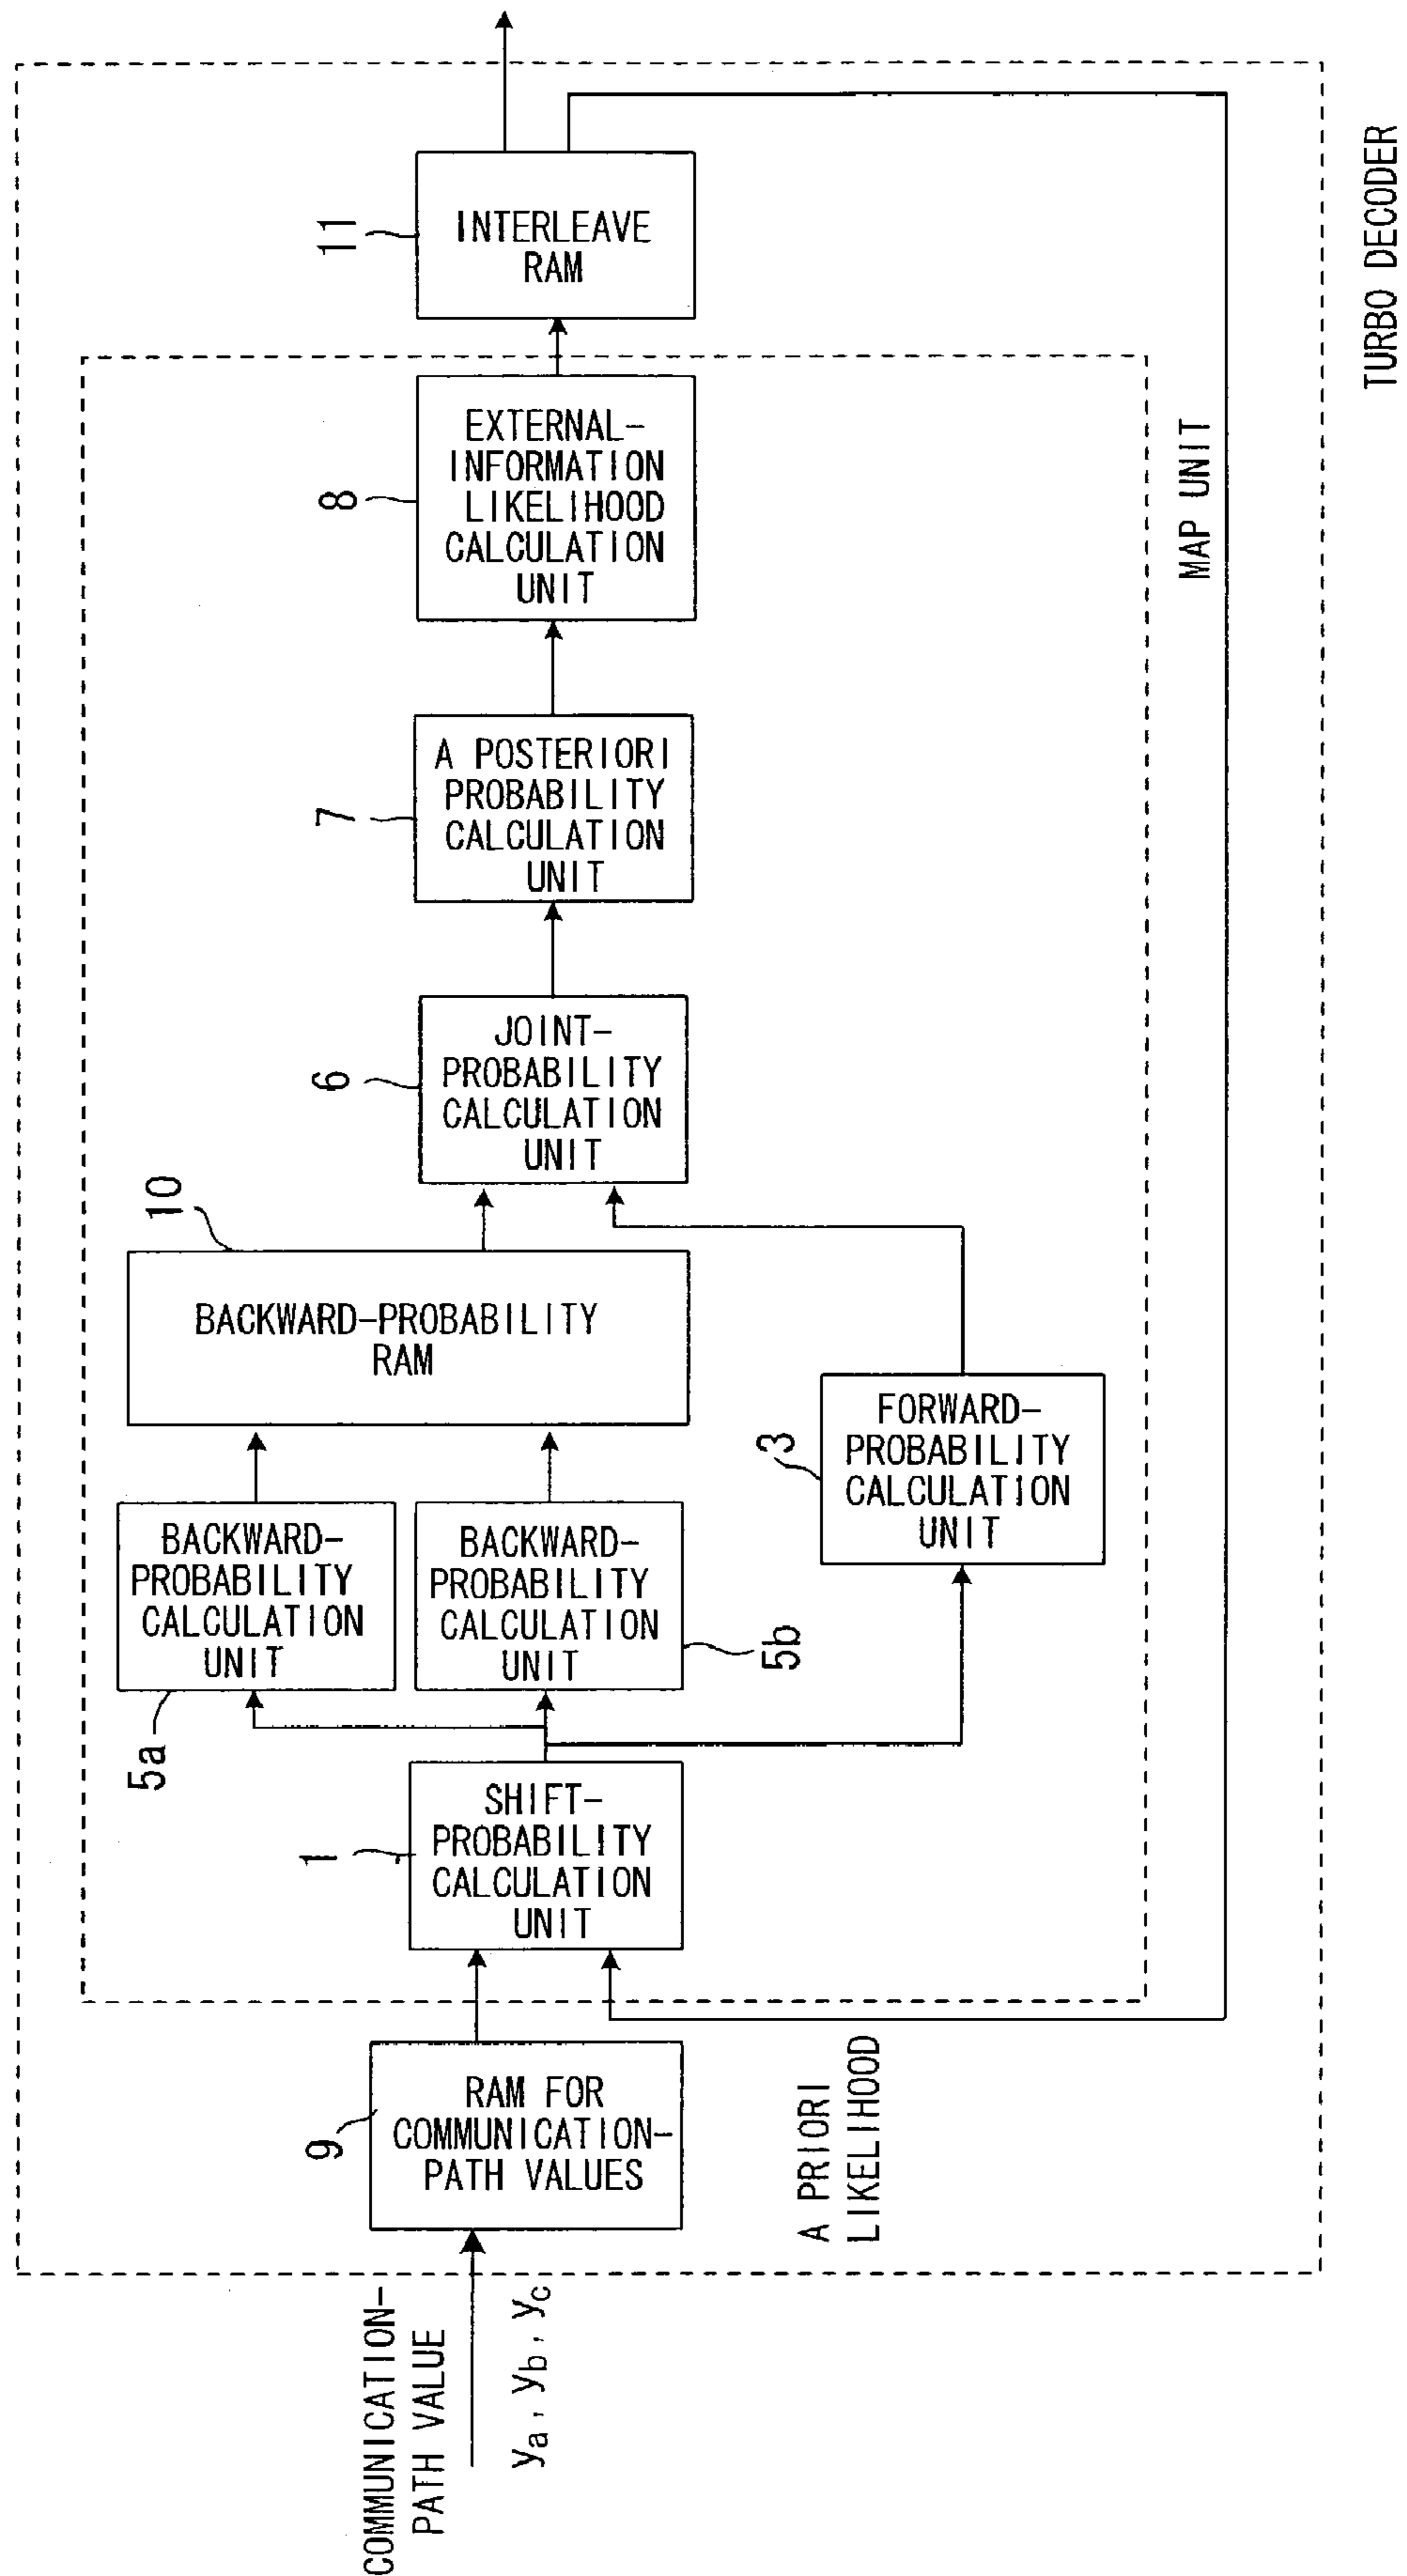 COMMUNICATION-
PATH VALUE
ya, yb, yc
9
RAM FOR
COMMUNICATION-
PATH VALUES
A PRIORI
LIKELIHOOD
1
SHIFT-
PROBABILITY
CALCULATION
UNIT
5a
BACKWARD-
PROBABILITY
CALCULATION
UNIT
BACKWARD-
PROBABILITY
CALCULATION
UNIT
5b
3
FORWARD-
PROBABILITY
CALCULATION
UNIT
10
BACKWARD-PROBABILITY
RAM
6
JOINT-
PROBABILITY
CALCULATION
UNIT
7
A POSTERIORI
PROBABILITY
CALCULATION
UNIT
8
EXTERNAL-
INFORMATION
LIKELIHOOD
CALCULATION
UNIT
MAP UNIT
11
INTERLEAVE
RAM
TURBO DECODER